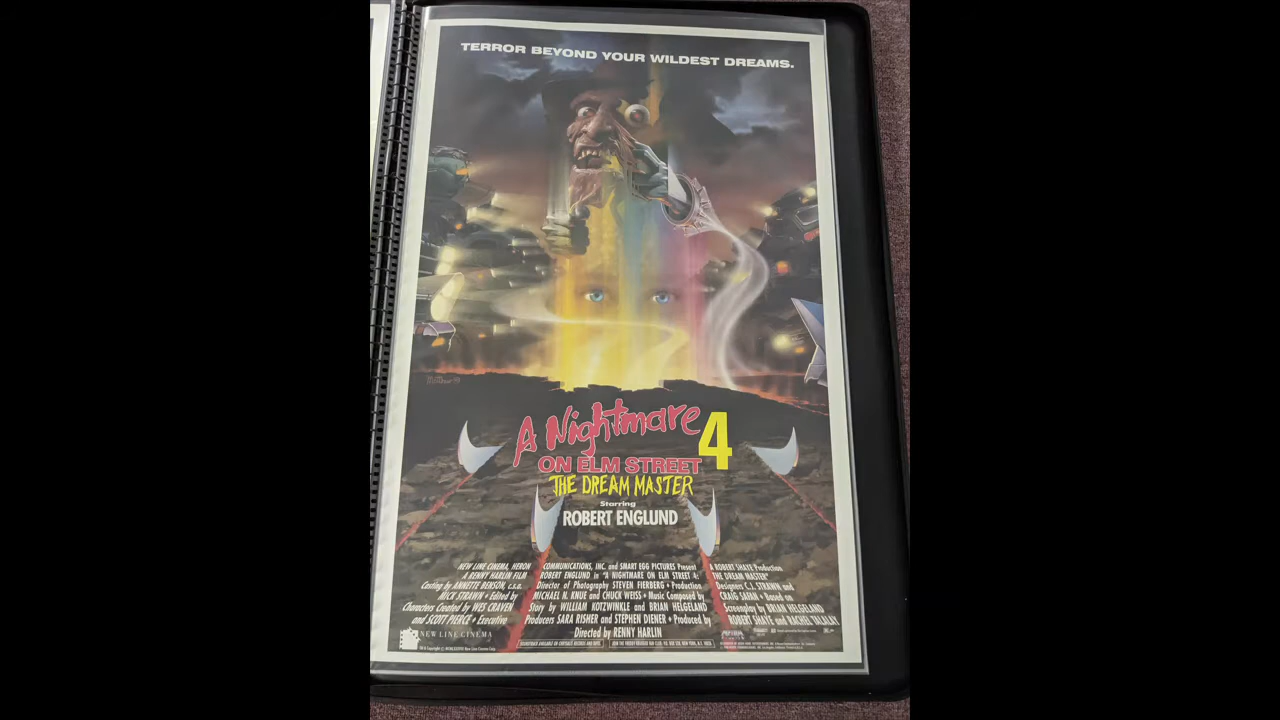 TERROR BEYOND YOUR WILDEST DREAMS.
A Nightmare 4
ON ELM STREET
THE DREAM MASTER
Starring
ROBERT ENGLUND
NEW LINE CINEMA, HERON COMMUNICATIONS, INC. and SMART EGG PICTURES Present A ROBERT SHAYE Production
A RENNY HARLIN FILM ROBERT ENGLUND in "A NIGHTMARE ON ELM STREET 4: THE DREAM MASTER"
Casting by ANNETTE BENSON, C.S.A. Director of Photography STEVEN FIERBERG • Production Designers C.J. STRAWN and
MICK STRAWN • Edited by MICHAEL N. KNUE and CHUCK WEISS • Music Composed by CRAIG SAFAN • Based on
Characters Created by WES CRAVEN Story by WILLIAM KOTZWINKLE and BRIAN HELGELAND Screenplay by BRIAN HELGELAND
and SCOTT PIERCE • Executive Producers SARA RISHER and STEPHEN DIENER • Produced by ROBERT SHAYE and RACHEL TALALAY
Directed by RENNY HARLIN
NEW LINE CINEMA